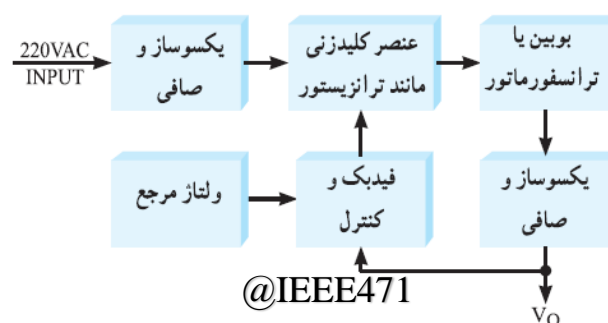 220VAC
INPUT
یکسوساز و
صافی
عنصر کلیدزنی
مانند ترانزیستور
بوبین یا
ترانسفورماتور
ولتاژ مرجع
فیدبک و
کنترل
یکسوساز و
صافی
@IEEE471
VO